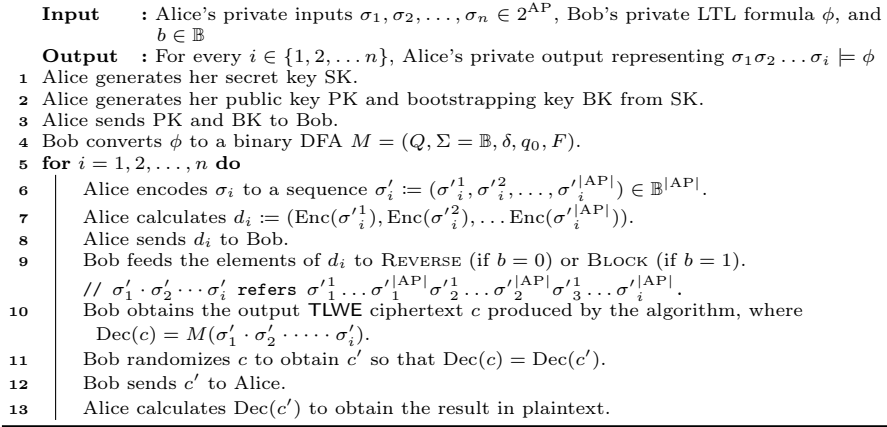 Input : Alice's private inputs σ₁, σ₂, . . . , σₙ ∈ 2^AP, Bob's private LTL formula ϕ, and
b ∈ 𝔹
Output : For every i ∈ {1, 2, . . . n}, Alice's private output representing σ₁σ₂ . . . σᵢ ⊨ ϕ
1 Alice generates her secret key SK.
2 Alice generates her public key PK and bootstrapping key BK from SK.
3 Alice sends PK and BK to Bob.
4 Bob converts ϕ to a binary DFA M = (Q, Σ = 𝔹, δ, q₀, F).
5 for i = 1, 2, . . . , n do
6 Alice encodes σᵢ to a sequence σ′ᵢ ≔ (σ′ᵢ^1, σ′ᵢ^2, . . . , σ′ᵢ^|AP|) ∈ 𝔹^|AP|.
7 Alice calculates dᵢ ≔ (Enc(σ′ᵢ^1), Enc(σ′ᵢ^2), . . . Enc(σ′ᵢ^|AP|)).
8 Alice sends dᵢ to Bob.
9 Bob feeds the elements of dᵢ to Reverse (if b = 0) or Block (if b = 1).
// σ′₁ · σ′₂ · · · σ′ᵢ refers σ′₁^1 . . . σ′₁^|AP| σ′₂^1 . . . σ′₂^|AP| σ′₃^1 . . . σ′ᵢ^|AP|.
10 Bob obtains the output TLWE ciphertext c produced by the algorithm, where
Dec(c) = M(σ′₁ · σ′₂ · · · · · σ′ᵢ).
11 Bob randomizes c to obtain c′ so that Dec(c) = Dec(c′).
12 Bob sends c′ to Alice.
13 Alice calculates Dec(c′) to obtain the result in plaintext.